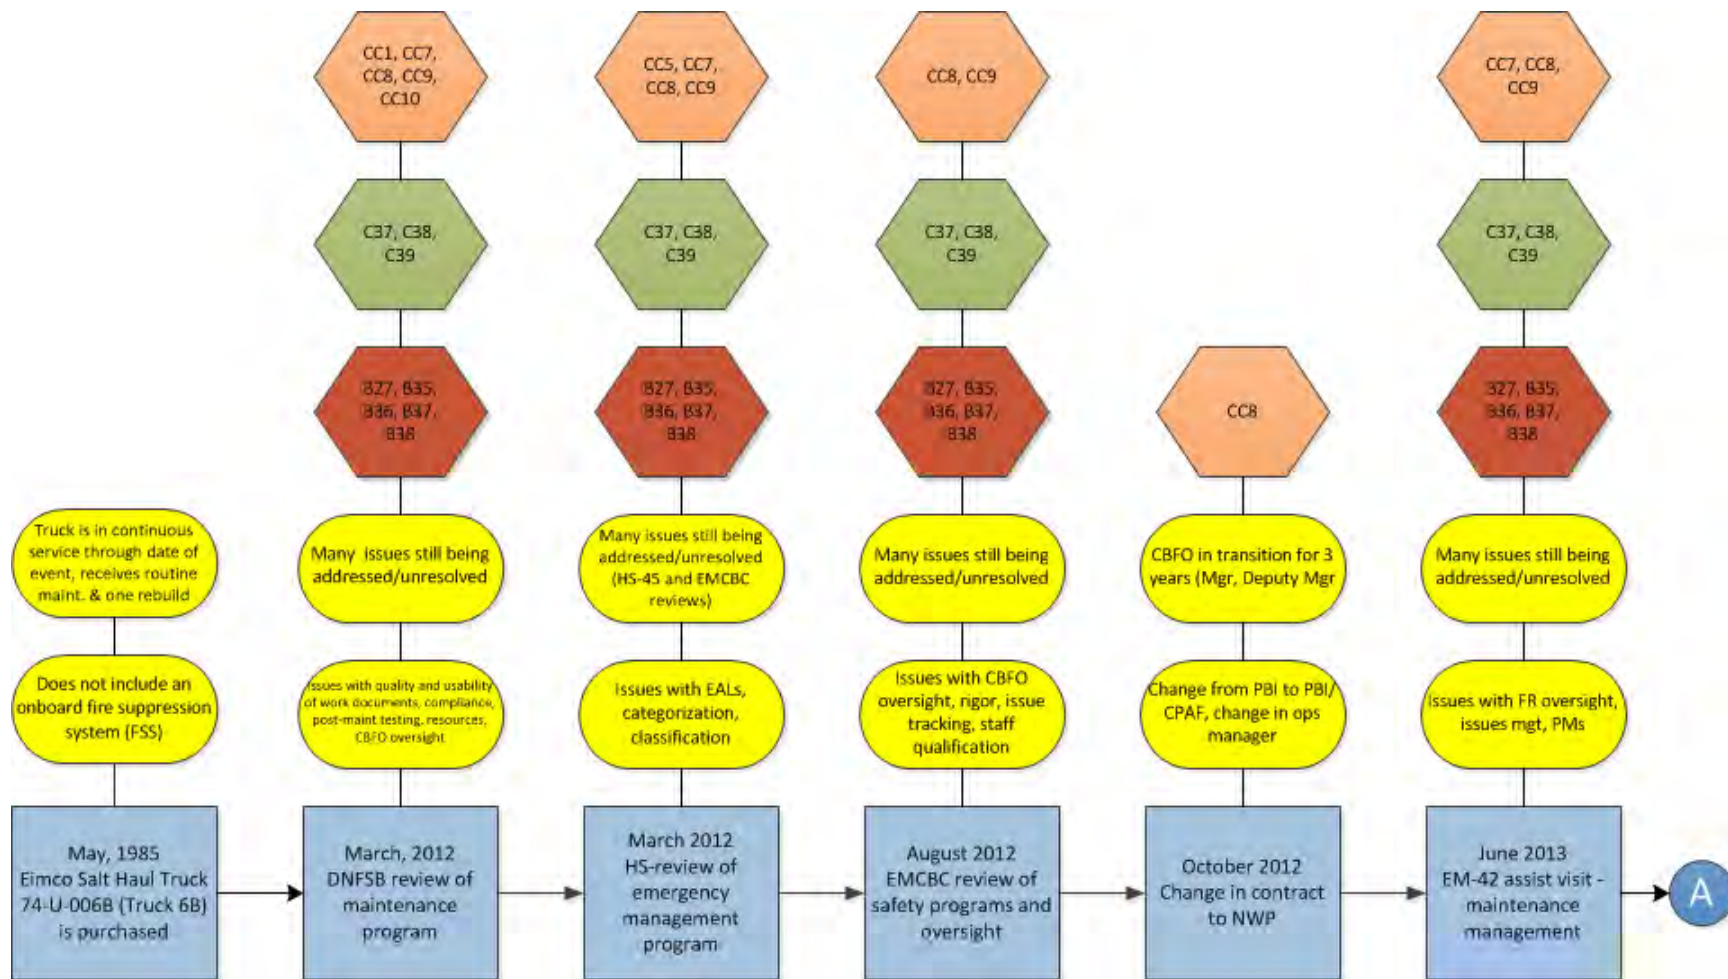 CC1, CC7,
CC8, CC9,
CC10
CC5, CC7,
CC8, CC9
CC8, CC9
CC7, CC8,
CC9
C37, C38,
C39
C37, C38,
C39
C37, C38,
C39
C37, C38,
C39
B27, B35,
B36, B37,
B38
B27, B35,
B36, B37,
B38
B27, B35,
B36, B37,
B38
CC8
B27, B35,
B36, B37,
B38
Truck is in continuous
service through date of
event, receives routine
maint. & one rebuild
Many issues still being
addressed/unresolved
Many issues still being
addressed/unresolved
(HS-45 and EMCBC
reviews)
Many issues still being
addressed/unresolved
CBFO in transition for 3
years (Mgr, Deputy Mgr
Many issues still being
addressed/unresolved
Does not include an
onboard fire suppression
system (FSS)
Issues with quality and usability
of work documents, compliance,
post-maint testing, resources,
CBFO oversight
Issues with EALs,
categorization,
classification
Issues with CBFO
oversight, rigor, issue
tracking, staff
qualification
Change from PBI to PBI/
CPAF, change in ops
manager
Issues with FR oversight,
issues mgt, PMs
May, 1985
Eimco Salt Haul Truck
74-U-006B (Truck 6B)
is purchased
March, 2012
DNFSB review of
maintenance
program
March 2012
HS-review of
emergency
management
program
August 2012
EMCBC review of
safety programs and
oversight
October 2012
Change in contract
to NWP
June 2013
EM-42 assist visit -
maintenance
management
A